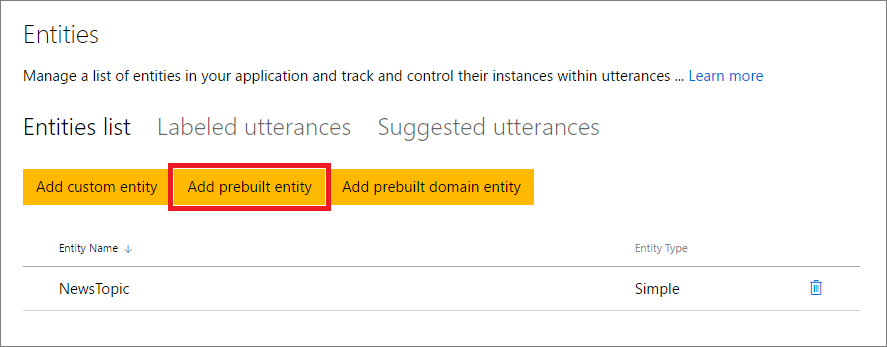 Entities
Manage a list of entities in your application and track and control their instances within utterances ... Learn more
Entities list Labeled utterances Suggested utterances
Add custom entity Add prebuilt entity Add prebuilt domain entity
Entity Name ↓ Entity Type
NewsTopic Simple